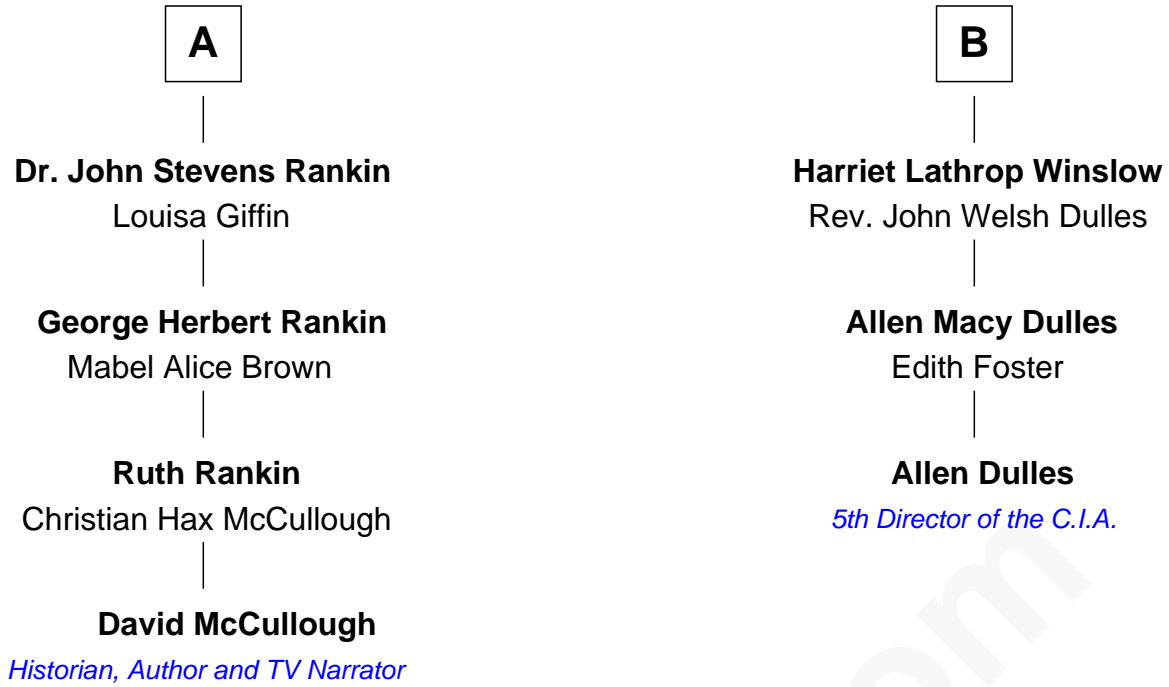 A
Dr. John Stevens Rankin
Louisa Giffin
George Herbert Rankin
Mabel Alice Brown
Ruth Rankin
Christian Hax McCullough
David McCullough
Historian, Author and TV Narrator
B
Harriet Lathrop Winslow
Rev. John Welsh Dulles
Allen Macy Dulles
Edith Foster
Allen Dulles
5th Director of the C.I.A.
om